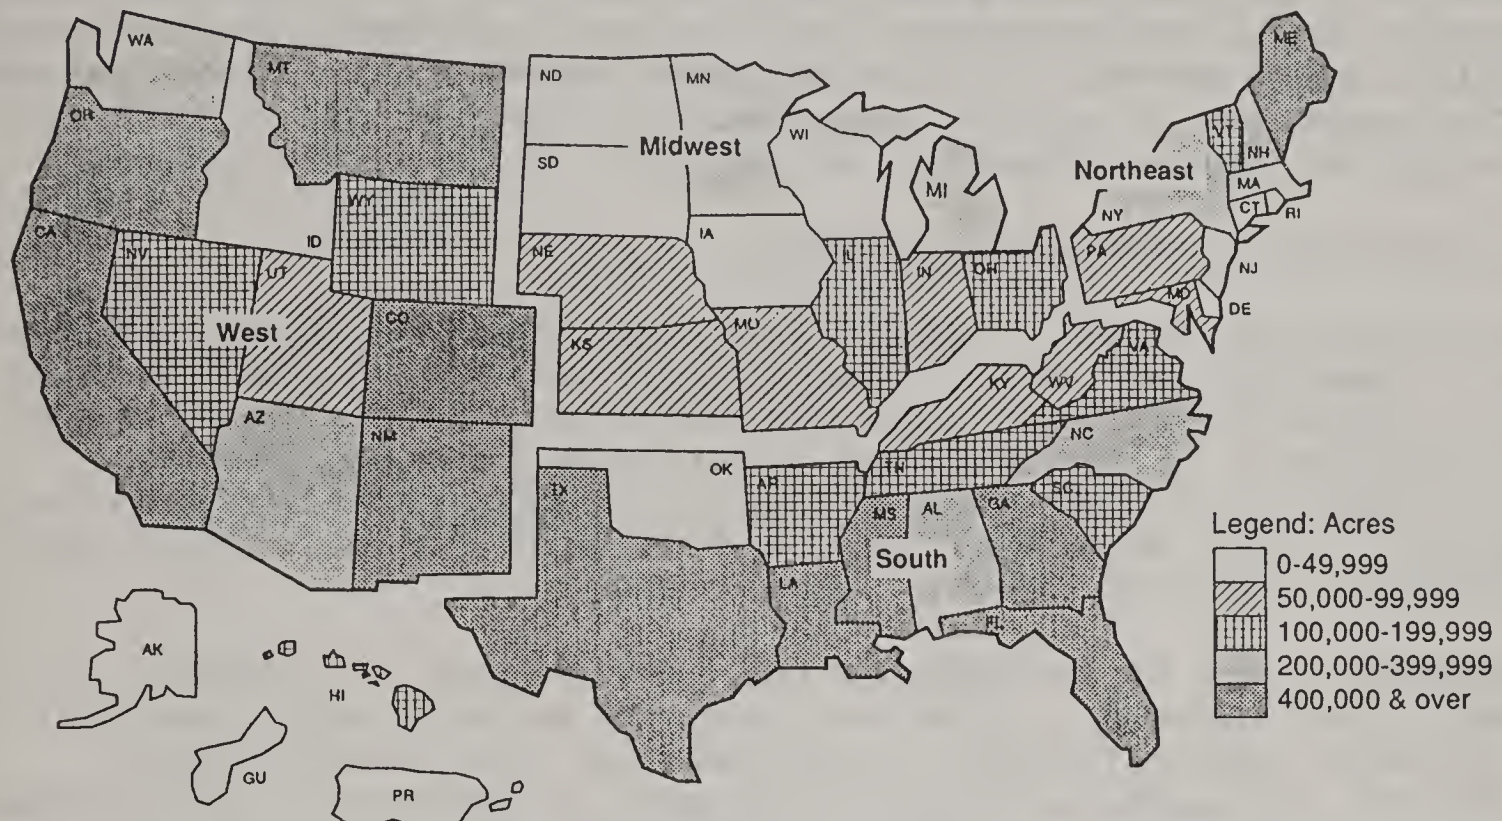 WA
MT
ND
MN
ME
OR
WI
VT
NH
Midwest
SD
MI
Northeast
MA
WY
CT
RI
NY
CA
NV
ID
UT
IA
NE
IL
IN
OH
PA
NJ
MD
DE
West
CO
KS
MO
VA
KY
WV
AZ
NM
NC
OK
TX
AR
TN
SC
MS
AL
GA
South
LA
FL
Legend: Acres
0-49,999
50,000-99,999
100,000-199,999
200,000-399,999
400,000 & over
AK
HI
GU
PR